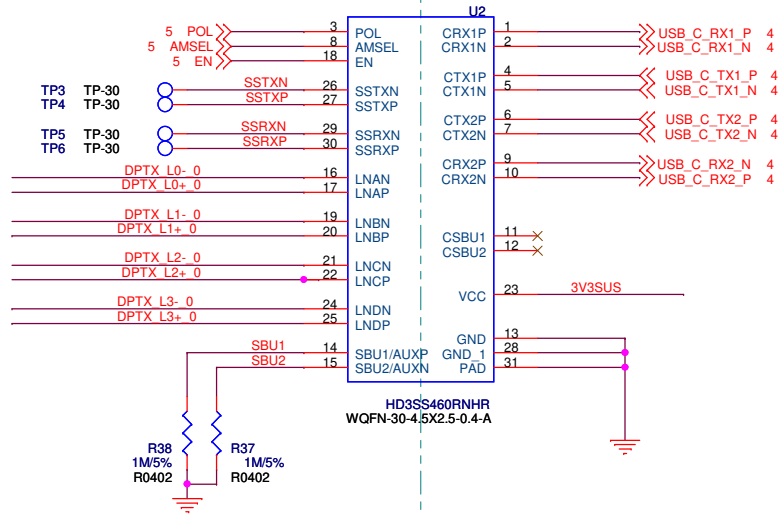 U2
5 POL 3 POL CRX1P 1 USB_C_RX1_P 4
5 AMSEL 8 AMSEL CRX1N 2 USB_C_RX1_N 4
5 EN 18 EN
CTX1P 4 USB_C_TX1_P 4
TP3 TP-30 SSTXN 26 SSTXN CTX1N 5 USB_C_TX1_N 4
TP4 TP-30 SSTXP 27 SSTXP
CTX2P 6 USB_C_TX2_P 4
TP5 TP-30 SSRXN 29 SSRXN CTX2N 7 USB_C_TX2_N 4
TP6 TP-30 SSRXP 30 SSRXP
CRX2P 9 USB_C_RX2_N 4
DPTX_L0-_0 16 LNAN CRX2N 10 USB_C_RX2_P 4
DPTX_L0+_0 17 LNAP
DPTX_L1-_0 19 LNBN
DPTX_L1+_0 20 LNBP CSBU1 11
CSBU2 12
DPTX_L2-_0 21 LNCN
DPTX_L2+_0 22 LNCP
VCC 23 3V3SUS
DPTX_L3-_0 24 LNDN
DPTX_L3+_0 25 LNDP
GND 13
SBU1 14 SBU1/AUXP GND_1 28
SBU2 15 SBU2/AUXN PAD 31
HD3SS460RNHR
WQFN-30-4.5X2.5-0.4-A
R38 R37
1M/5% 1M/5%
R0402 R0402